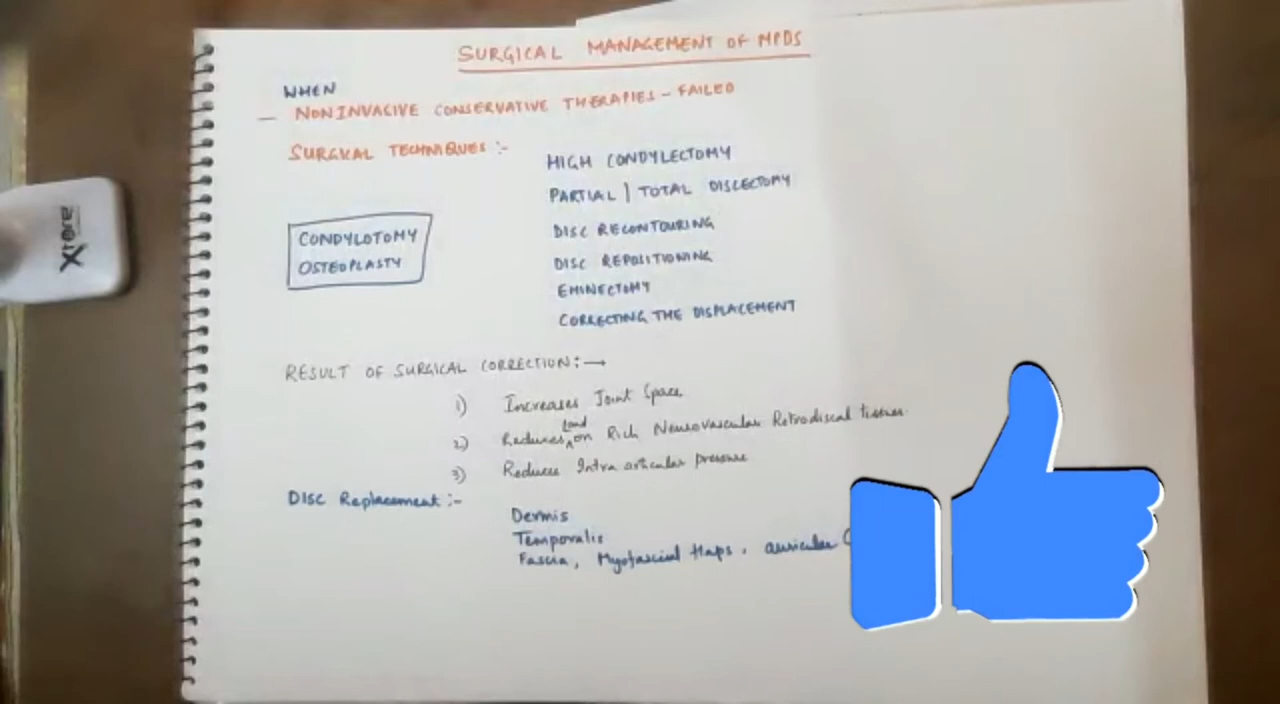 SURGICAL MANAGEMENT OF MPDS
WHEN
— NONINVASIVE CONSERVATIVE THERAPIES - FAILED
SURGICAL TECHNIQUES :-
HIGH CONDYLECTOMY
PARTIAL | TOTAL DISCECTOMY
CONDYLOTOMY
OSTEOPLASTY
DISC RECONTOURING
DISC REPOSITIONING
EMINECTOMY
CORRECTING THE DISPLACEMENT
RESULT OF SURGICAL CORRECTION :→
1) Increases Joint Space
2) Reduces load on Rich Neurovascular Retrodiscal tissues.
3) Reduces Intra articular pressure
DISC Replacement :-
Dermis
Temporalis
Fascia, Myofascial flaps, auricular
Xtore